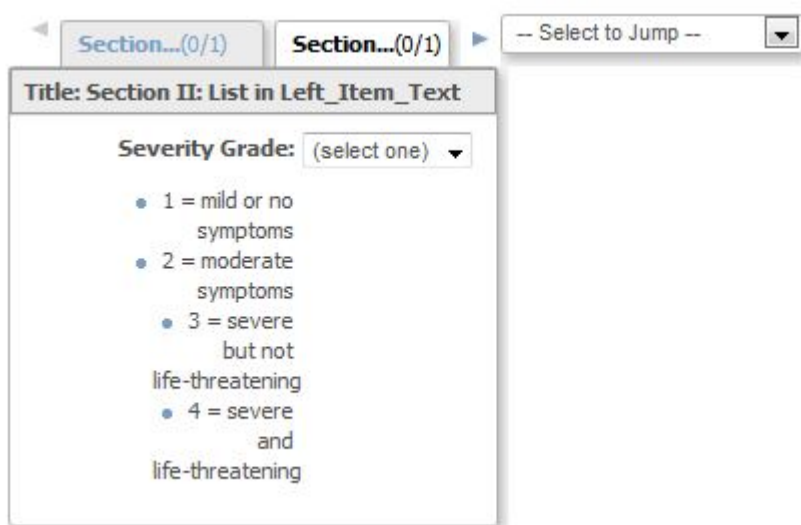 Section...(0/1) Section...(0/1) -- Select to Jump --
Title: Section II: List in Left_Item_Text
Severity Grade: (select one)
1 = mild or no
symptoms
2 = moderate
symptoms
3 = severe
but not
life-threatening
4 = severe
and
life-threatening